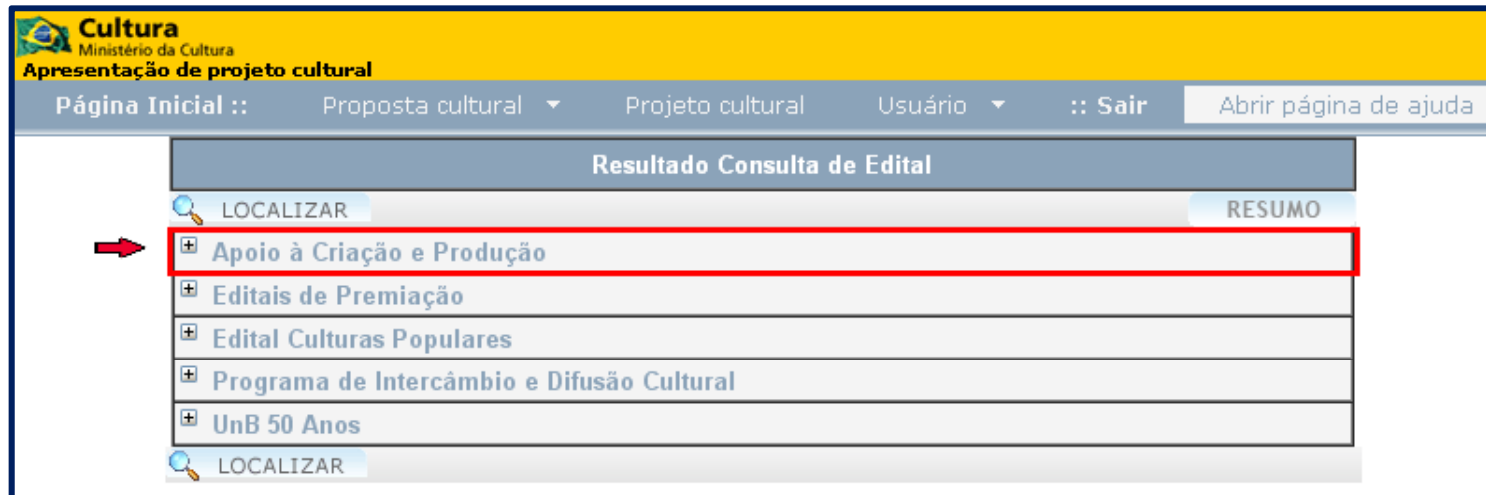 Cultura
Ministério da Cultura
Apresentação de projeto cultural
Página Inicial :: Proposta cultural Projeto cultural Usuário :: Sair Abrir página de ajuda
Resultado Consulta de Edital
LOCALIZAR RESUMO
Apoio à Criação e Produção
Editais de Premiação
Edital Culturas Populares
Programa de Intercâmbio e Difusão Cultural
UnB 50 Anos
LOCALIZAR